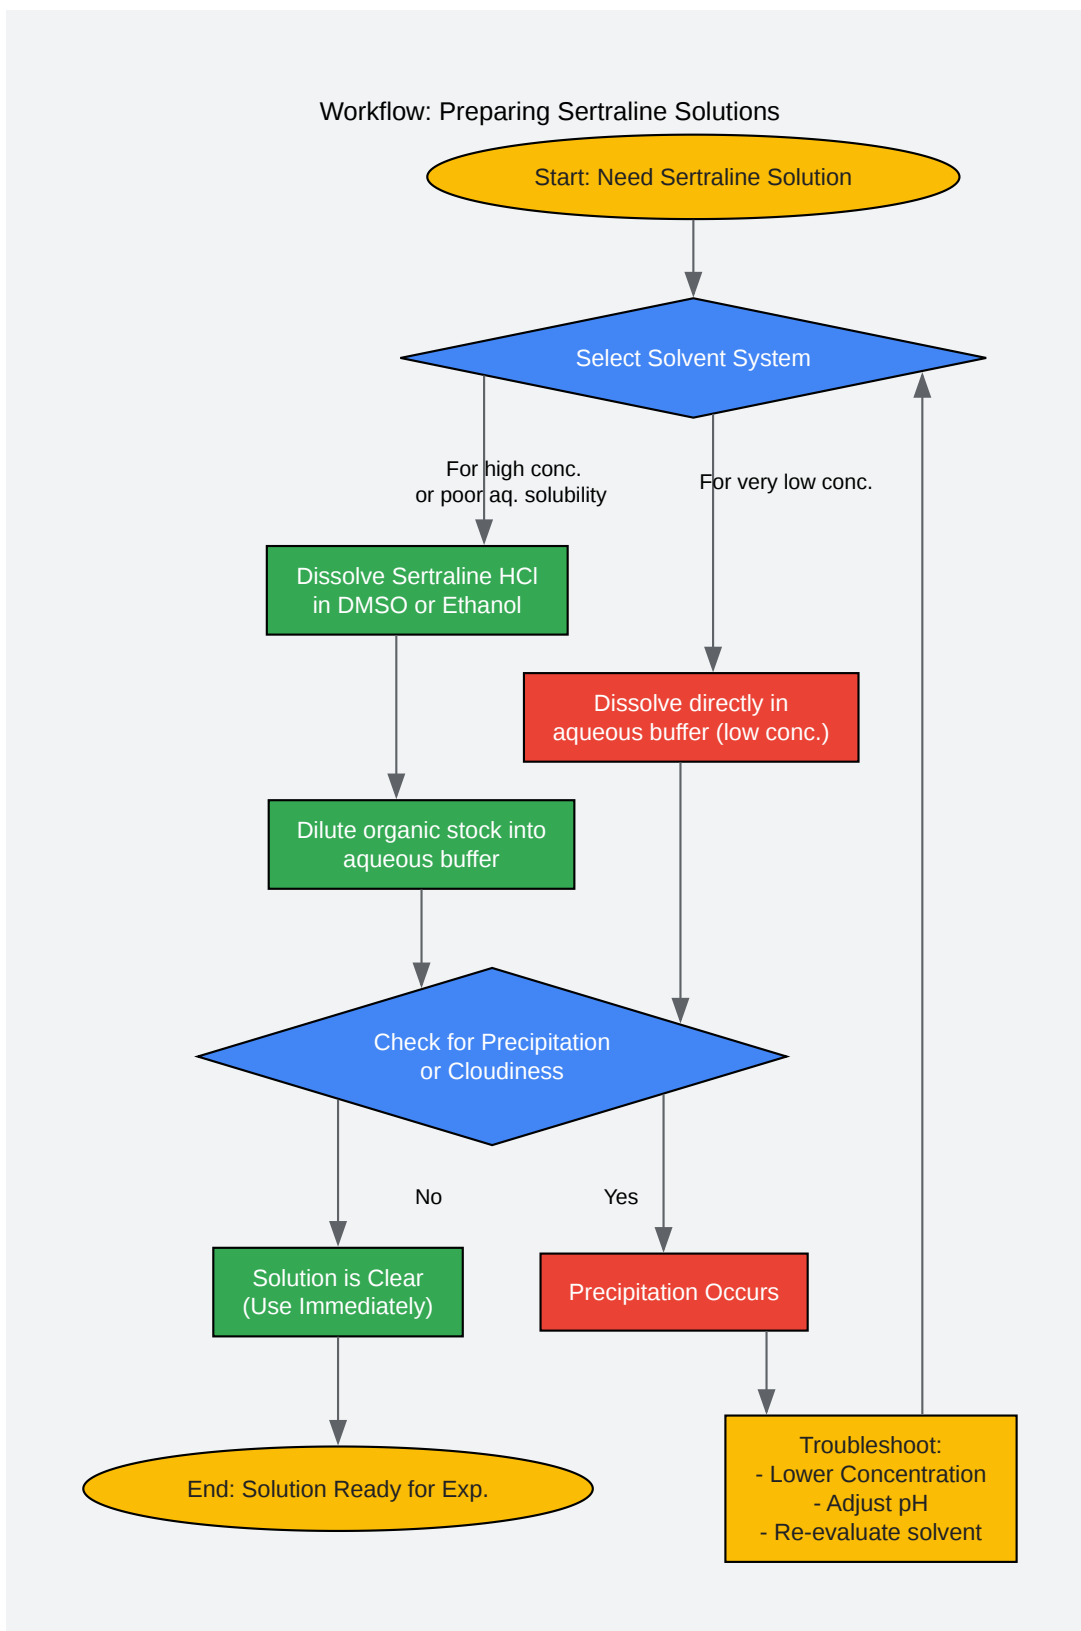 Workflow: Preparing Sertraline Solutions
Start: Need Sertraline Solution
Select Solvent System
For high conc.
or poor aq. solubility
For very low conc.
Dissolve Sertraline HCl
in DMSO or Ethanol
Dissolve directly in
aqueous buffer (low conc.)
Dilute organic stock into
aqueous buffer
Check for Precipitation
or Cloudiness
No
Yes
Solution is Clear
(Use Immediately)
Precipitation Occurs
Troubleshoot:
- Lower Concentration
- Adjust pH
- Re-evaluate solvent
End: Solution Ready for Exp.